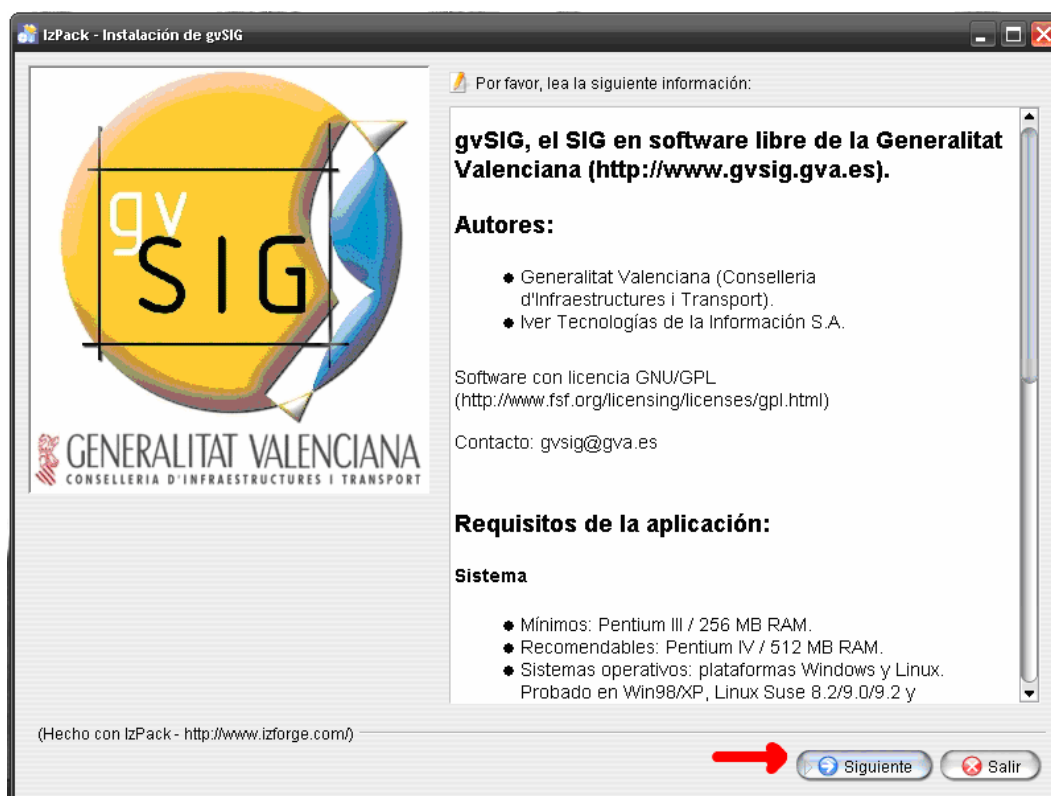 IzPack - Instalación de gvSIG
gv
SIG
GENERALITAT VALENCIANA
CONSELLERIA D'INFRAESTRUCTURES I TRANSPORT
Por favor, lea la siguiente información:
gvSIG, el SIG en software libre de la Generalitat
Valenciana (http://www.gvsig.gva.es).
Autores:
Generalitat Valenciana (Conselleria
d'Infraestructures i Transport).
Iver Tecnologías de la Información S.A.
Software con licencia GNU/GPL
(http://www.fsf.org/licensing/licenses/gpl.html)
Contacto: gvsig@gva.es
Requisitos de la aplicación:
Sistema
Mínimos: Pentium III / 256 MB RAM.
Recomendables: Pentium IV / 512 MB RAM.
Sistemas operativos: plataformas Windows y Linux.
Probado en Win98/XP, Linux Suse 8.2/9.0/9.2 y
(Hecho con IzPack - http://www.izforge.com/)
Siguiente
Salir